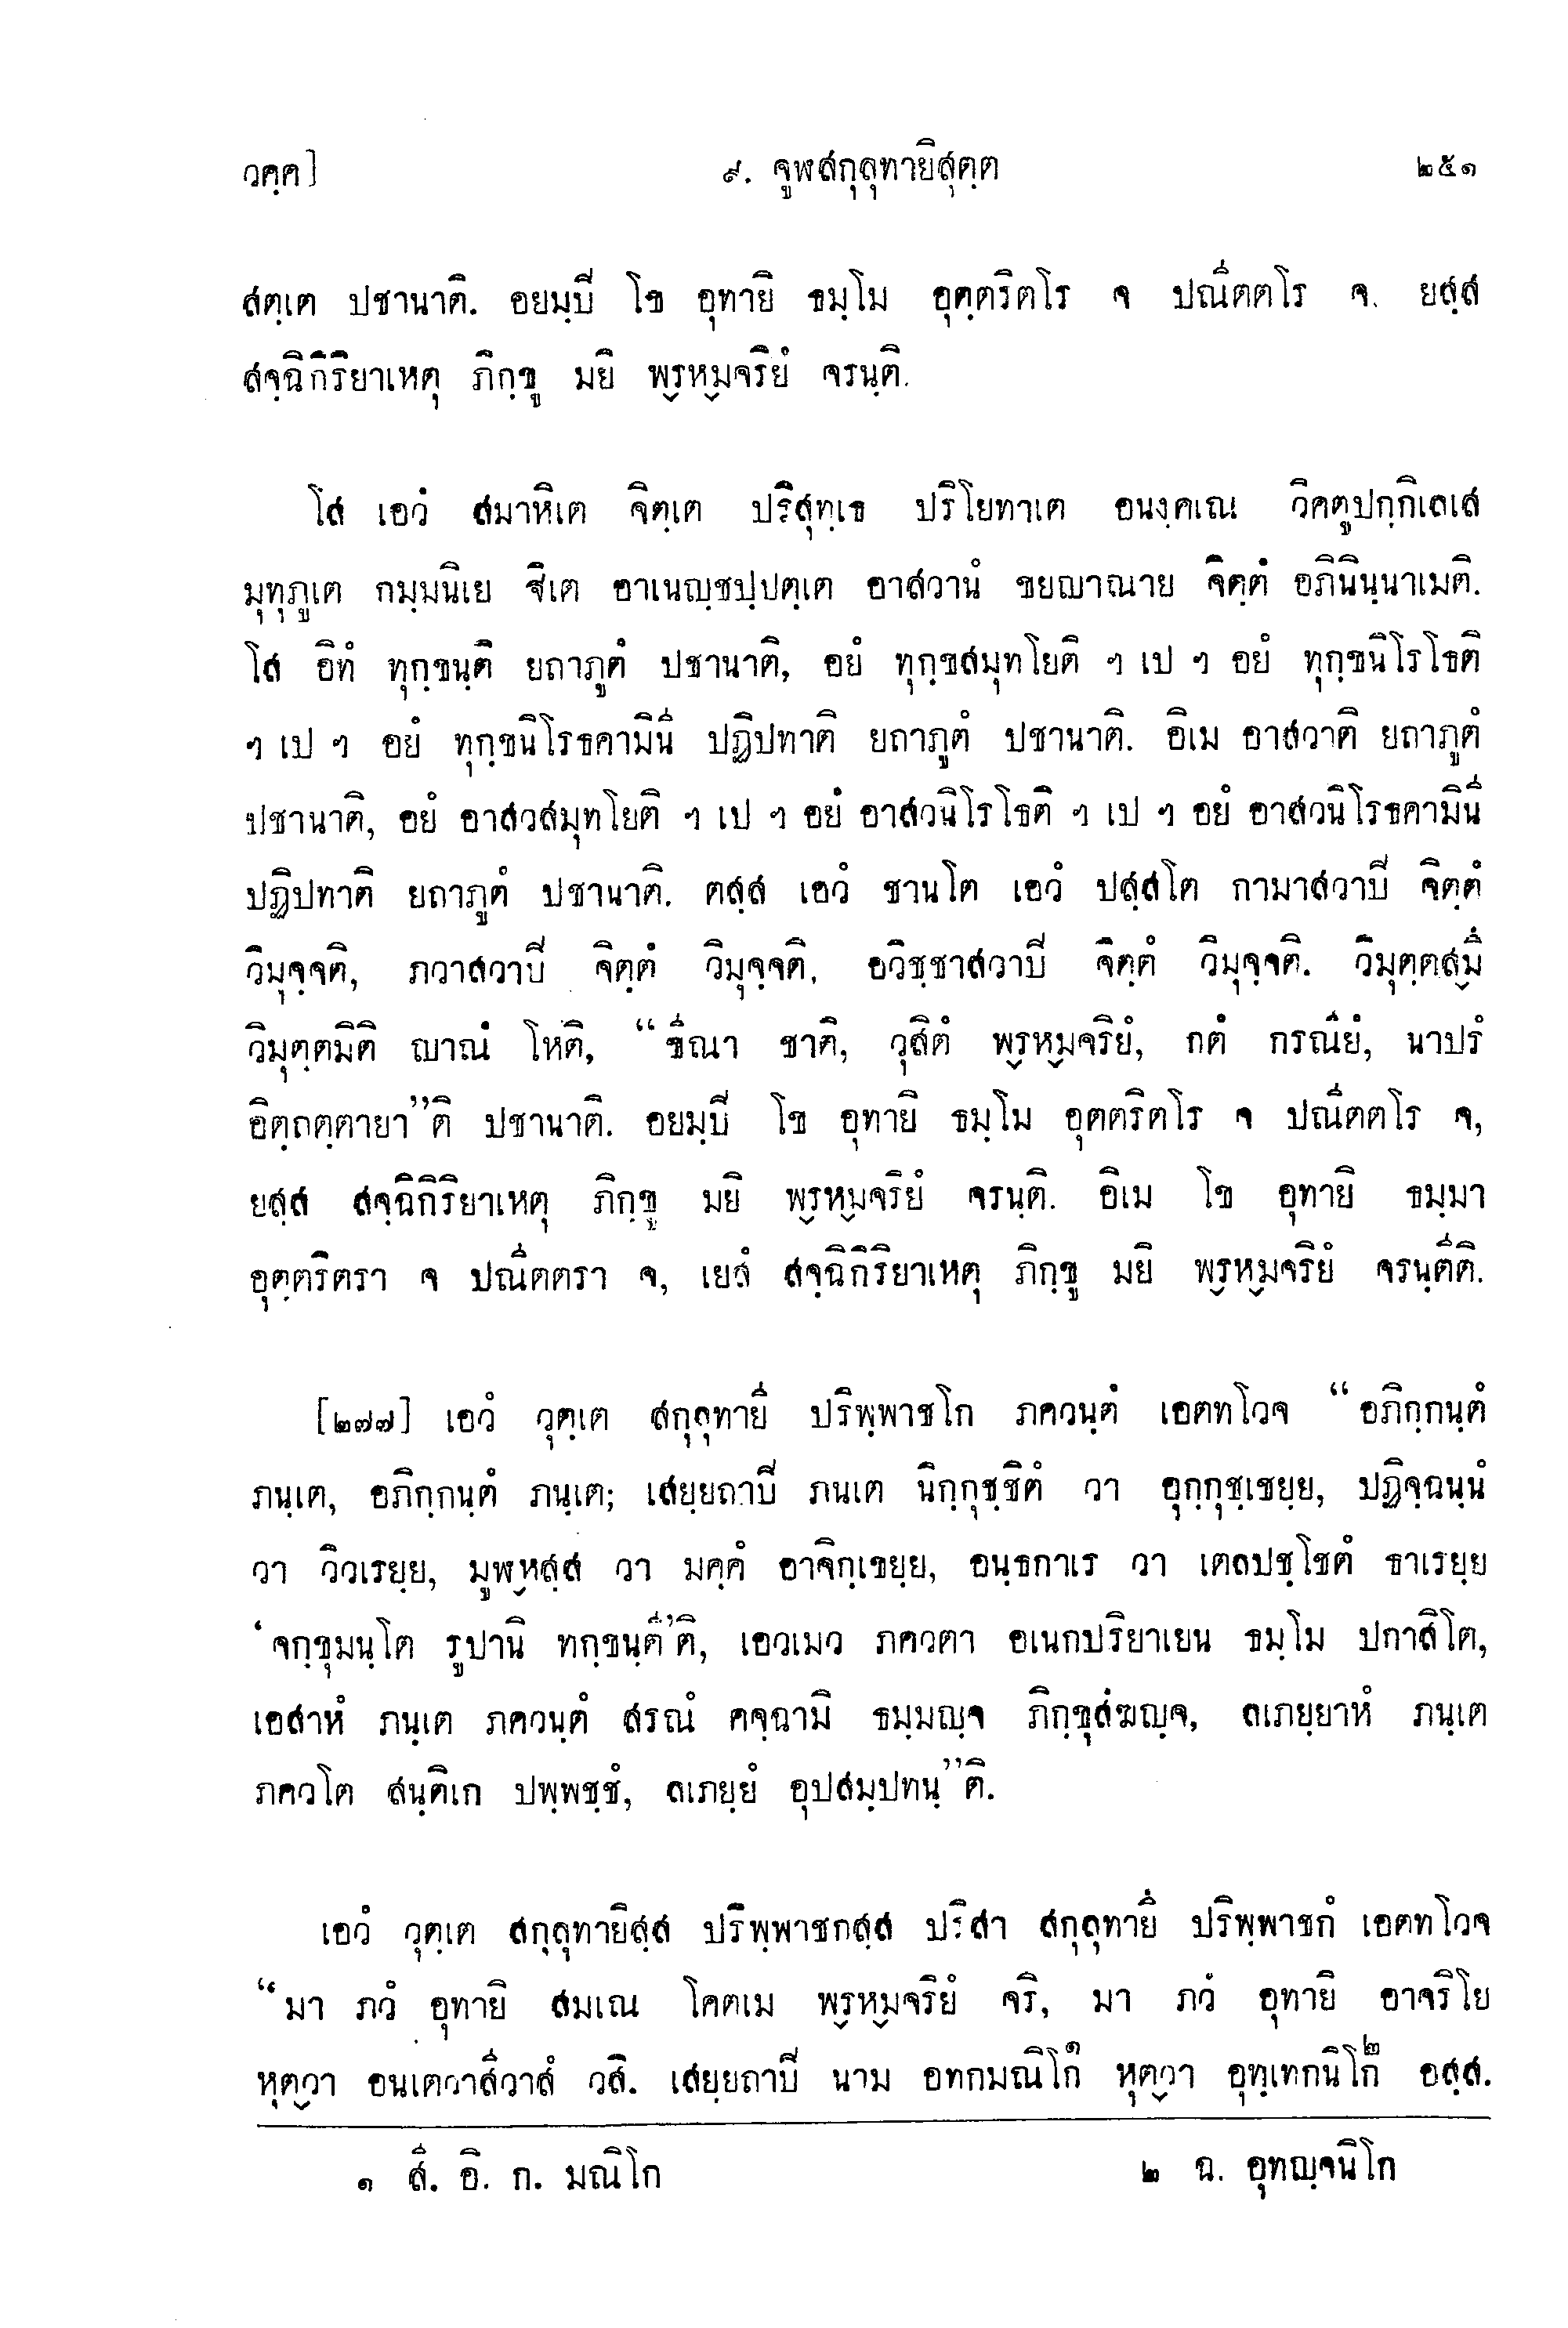 วคฺค]
๙. จูฬสกุลุทายิสุตฺต
๒๕๑
สตฺเต ปชานาติ. อยมฺปี โข อุทายิ ธมฺโม อุตฺตริตโร จ ปณีตตโร จ. ยสฺส
สจฺฉิกิริยาเหตุ ภิกฺขู มยิ พฺรหฺมจริยํ จรนฺติ.
โส เอวํ สมาหิเต จิตฺเต ปริสุทฺเธ ปริโยทาเต อนงฺคเณ วิคตูปกฺกิเลเส
มุทุภูเต กมฺมนิเย ฐิเต อาเนญฺชปฺปตฺเต อาสวานํ ขยญาณาย จิตฺตํ อภินินฺนาเมติ.
โส อิทํ ทุกฺขนฺติ ยถาภูตํ ปชานาติ, อยํ ทุกฺขสมุทโยติ ฯ เป ฯ อยํ ทุกฺขนิโรโธติ
ฯ เป ฯ อยํ ทุกฺขนิโรธคามินี ปฏิปทาติ ยถาภูตํ ปชานาติ. อิเม อาสวาติ ยถาภูตํ
ปชานาติ, อยํ อาสวสมุทโยติ ฯ เป ฯ อยํ อาสวนิโรโธติ ฯ เป ฯ อยํ อาสวนิโรธคามินี
ปฏิปทาติ ยถาภูตํ ปชานาติ. ตสฺส เอวํ ชานโต เอวํ ปสฺสโต กามาสวาปี จิตฺตํ
วิมุจฺจติ, ภวาสวาปี จิตฺตํ วิมุจฺจติ, อวิชฺชาสวาปี จิตฺตํ วิมุจฺจติ. วิมุตฺตสฺมึ
วิมุตฺตมิติ ญาณํ โหติ, “ขีณา ชาติ, วุสิตํ พฺรหฺมจริยํ, กตํ กรณียํ, นาปรํ
อิตฺถตฺตายา”ติ ปชานาติ. อยมฺปี โข อุทายิ ธมฺโม อุตตริตโร จ ปณีตตโร จ,
ยสฺส สจฺฉิกิริยาเหตุ ภิกฺขู มยิ พฺรหฺมจริยํ จรนฺติ. อิเม โข อุทายิ ธมฺมา
อุตฺตริตรา จ ปณีตตรา จ, เยสํ สจฺฉิกิริยาเหตุ ภิกฺขู มยิ พฺรหฺมจริยํ จรนฺตีติ.
[๒๗๗] เอวํ วุตฺเต สกุลุทายี ปริพฺพาชโก ภควนฺตํ เอตทโวจ “อภิกฺกนฺตํ
ภนฺเต, อภิกฺกนฺตํ ภนฺเต; เสยฺยถาปี ภนเต นิกฺกุชฺชิตํ วา อุกฺกุชฺเชยฺย, ปฏิจฺฉนฺนํ
วา วิวเรยฺย, มูฬฺหสฺส วา มคฺคํ อาจิกฺเขยฺย, อนฺธกาเร วา เตลปชฺโชตํ ธาเรยฺย
‘จกฺขุมนฺโต รูปานิ ทกฺขนฺตี’ติ, เอวเมว ภควตา อเนกปริยาเยน ธมฺโม ปกาสิโต,
เอสาหํ ภนฺเต ภควนฺตํ สรณํ คจฺฉามิ ธมฺมญฺจ ภิกฺขุสํฆญฺจ, ลเภยฺยาหํ ภนฺเต
ภควโต สนฺติเก ปพฺพชฺชํ, ลเภยฺยํ อุปสมฺปทนฺ”ติ.
เอวํ วุตฺเต สกุลุทายิสฺส ปริพฺพาชกสฺส ปริสา สกุลุทายึ ปริพฺพาชกํ เอตทโวจ
“มา ภวํ อุทายิ สมเณ โคตเม พฺรหฺมจริยํ จริ, มา ภวํ อุทายิ อาจริโย
หุตฺวา อนเตวาสีวาสํ วสิ. เสยฺยถาปี นาม อทกมณิโก๑ หุตฺวา อุทฺเทกนิโก๒ อสฺส.
๑ สี. อิ. ก. มณิโก
๒ ฉ. อุทญฺจนิโก